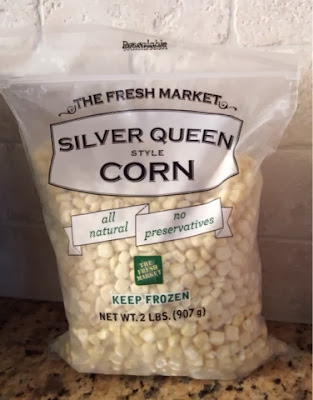 Resealable
THE FRESH MARKET
SILVER QUEEN
STYLE
CORN
all
natural
no
preservatives
THE
FRESH
MARKET
KEEP FROZEN
NET WT. 2 LBS. (907 g)